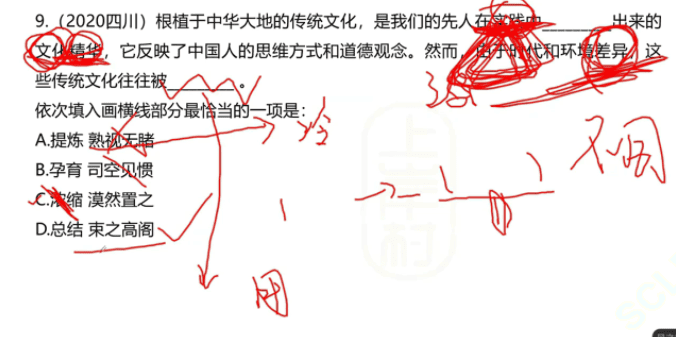 9.（2020四川）根植于中华大地的传统文化，是我们的先人在实践中________出来的
文化精华，它反映了中国人的思维方式和道德观念。然而，由于时代和环境差异，这
些传统文化往往被________。
依次填入画横线部分最恰当的一项是：
A.提炼 熟视无睹
B.孕育 司空见惯
C.浓缩 漠然置之
D.总结 束之高阁
不同
用
上岸村